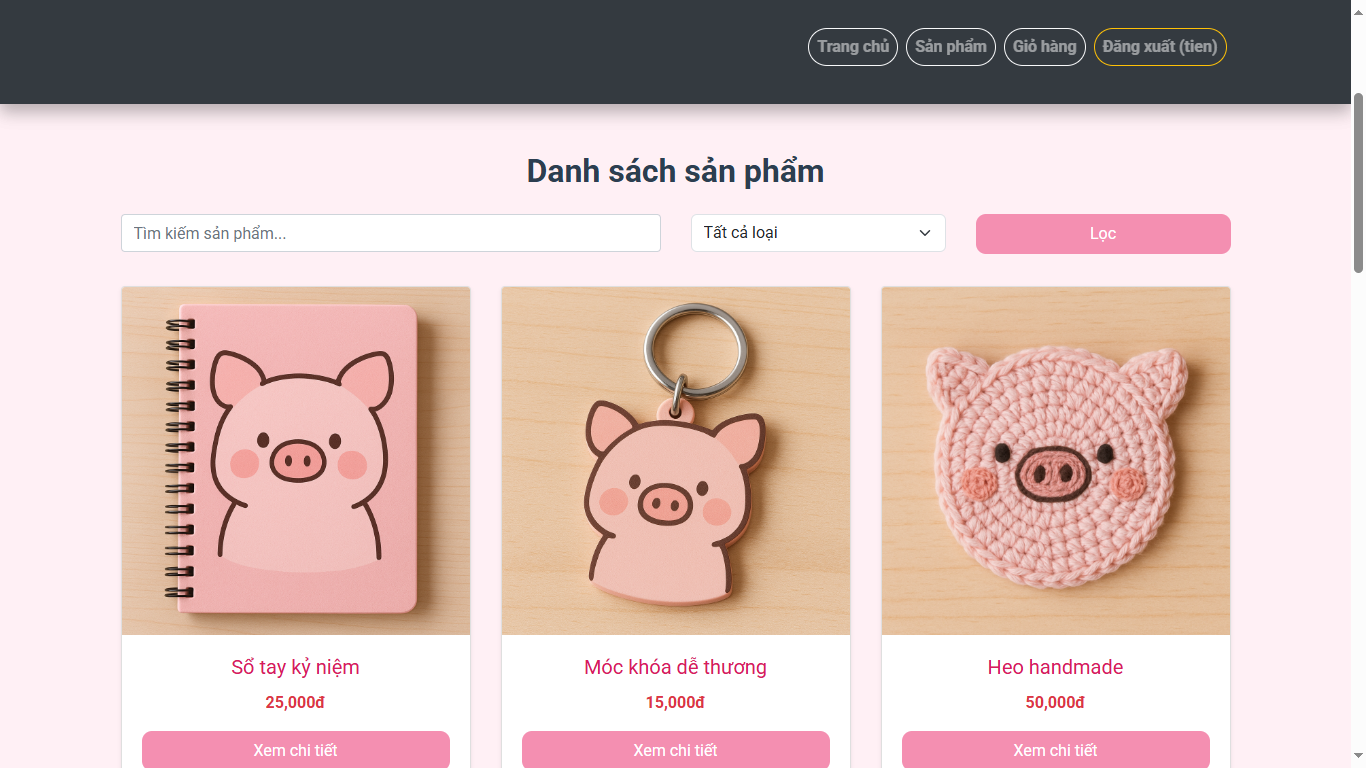 Trang chủ Sản phẩm Giỏ hàng Đăng xuất (tien)
Danh sách sản phẩm
Tìm kiếm sản phẩm... Tất cả loại Lọc
Sổ tay kỷ niệm Móc khóa dễ thương Heo handmade
25,000đ 15,000đ 50,000đ
Xem chi tiết Xem chi tiết Xem chi tiết